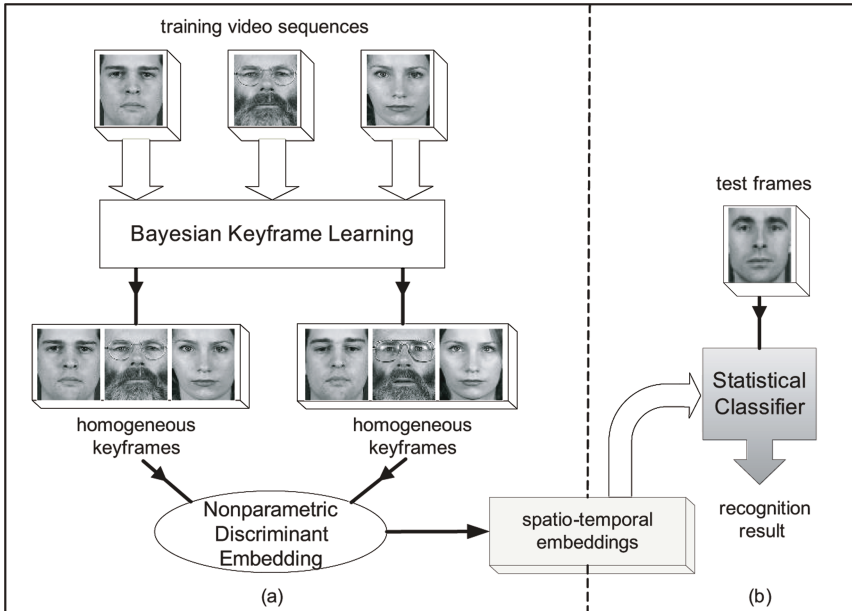 training video sequences
Bayesian Keyframe Learning
homogeneous
keyframes
homogeneous
keyframes
Nonparametric
Discriminant
Embedding
spatio-temporal
embeddings
(a)
test frames
Statistical
Classifier
recognition
result
(b)